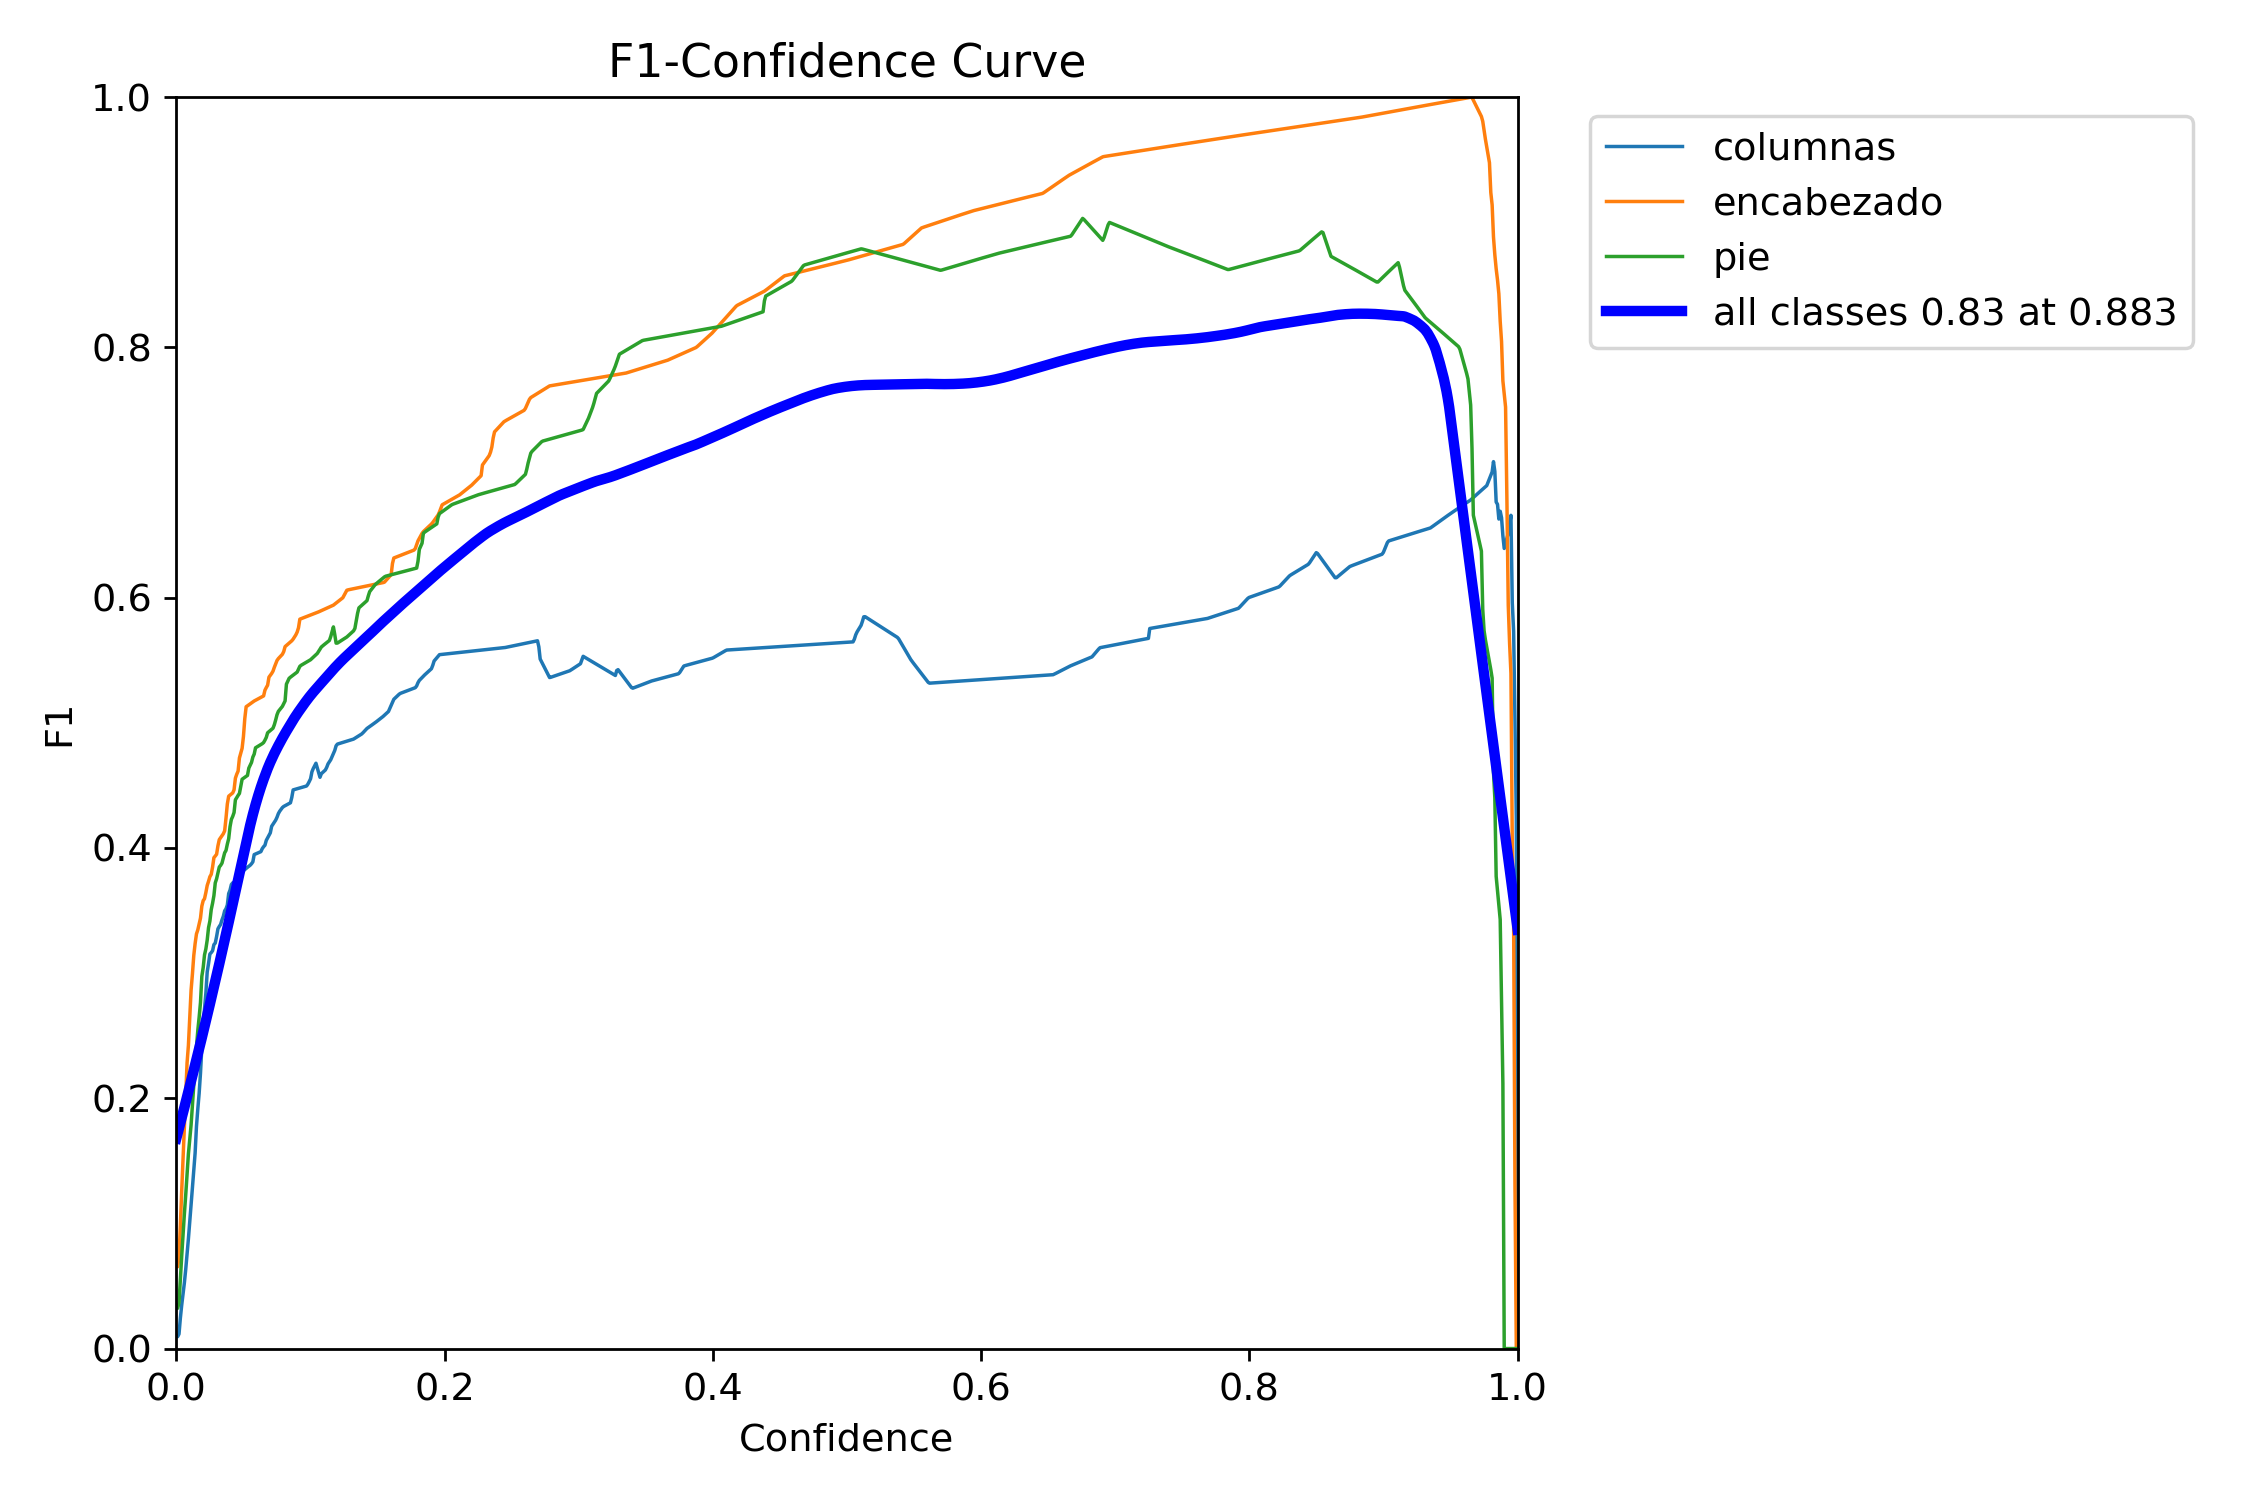 F1-Confidence Curve
1.0
0.8
0.6
0.4
0.2
0.0
F1
0.0 0.2 0.4 0.6 0.8 1.0
Confidence
columnas
encabezado
pie
all classes 0.83 at 0.883